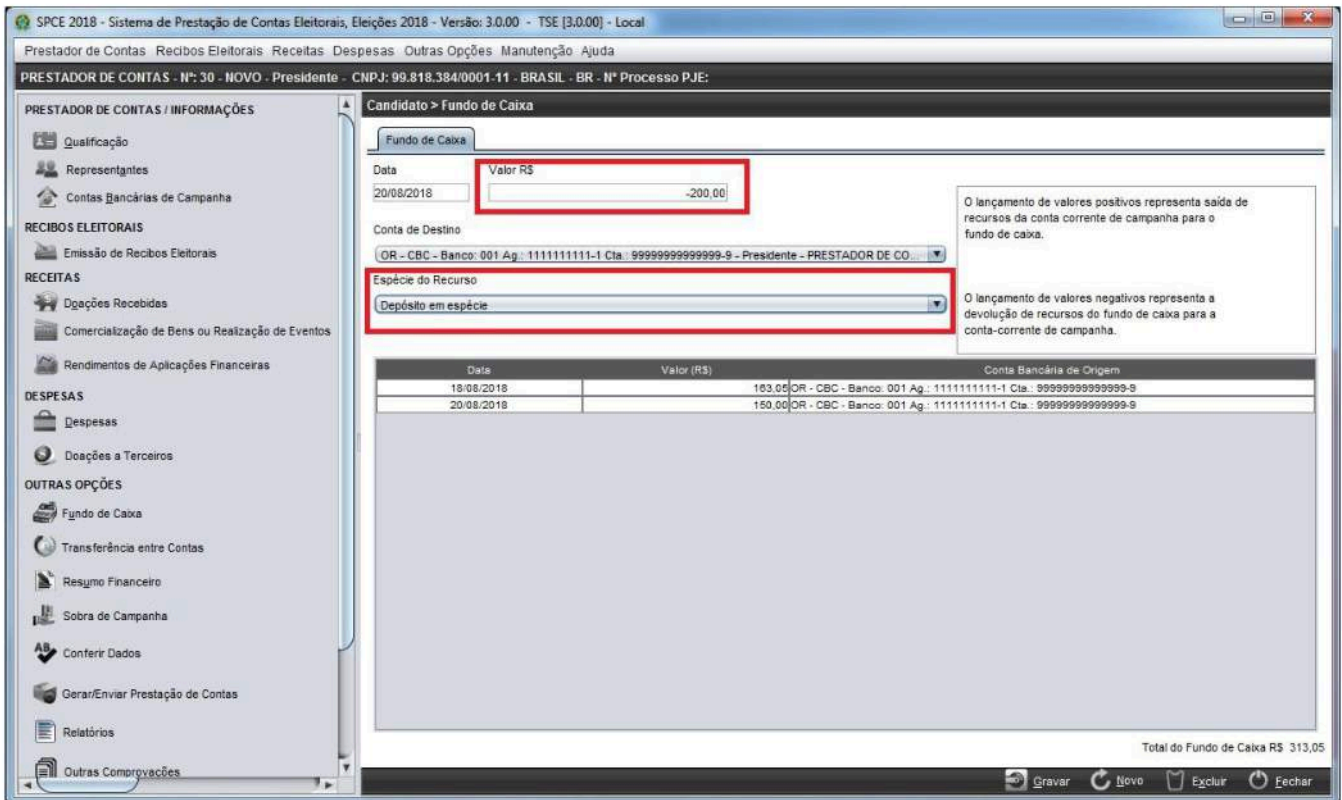 SPCE 2018 - Sistema de Prestação de Contas Eleitorais, Eleições 2018 - Versão: 3.0.00 - TSE [3.0.00] - Local
Prestador de Contas Recibos Eleitorais Receitas Despesas Outras Opções Manutenção Ajuda
PRESTADOR DE CONTAS - Nº: 30 - NOVO - Presidente - CNPJ: 99.818.384/0001-11 - BRASIL - BR - Nº Processo PJE:
PRESTADOR DE CONTAS / INFORMAÇÕES
Qualificação
Representantes
Contas Bancárias de Campanha
RECIBOS ELEITORAIS
Emissão de Recibos Eleitorais
RECEITAS
Doações Recebidas
Comercialização de Bens ou Realização de Eventos
Rendimentos de Aplicações Financeiras
DESPESAS
Despesas
Doações a Terceiros
OUTRAS OPÇÕES
Fundo de Caixa
Transferência entre Contas
Resumo Financeiro
Sobra de Campanha
Conferir Dados
Gerar/Enviar Prestação de Contas
Relatórios
Outras Comprovações
Candidato > Fundo de Caixa
Fundo de Caixa
Data Valor R$
20/08/2018 -200,00
Conta de Destino
OR - CBC - Banco: 001 Ag.: 1111111111-1 Cta.: 99999999999999-9 - Presidente - PRESTADOR DE CO...
Espécie do Recurso
Depósito em espécie
O lançamento de valores positivos representa saída de
recursos da conta corrente de campanha para o
fundo de caixa.
O lançamento de valores negativos representa a
devolução de recursos do fundo de caixa para a
conta-corrente de campanha.
Data Valor (R$) Conta Bancária de Origem
18/08/2018 163,05 OR - CBC - Banco: 001 Ag.: 1111111111-1 Cta.: 99999999999999-9
20/08/2018 150,00 OR - CBC - Banco: 001 Ag.: 1111111111-1 Cta.: 99999999999999-9
Total do Fundo de Caixa R$ 313,05
Gravar Novo Excluir Fechar